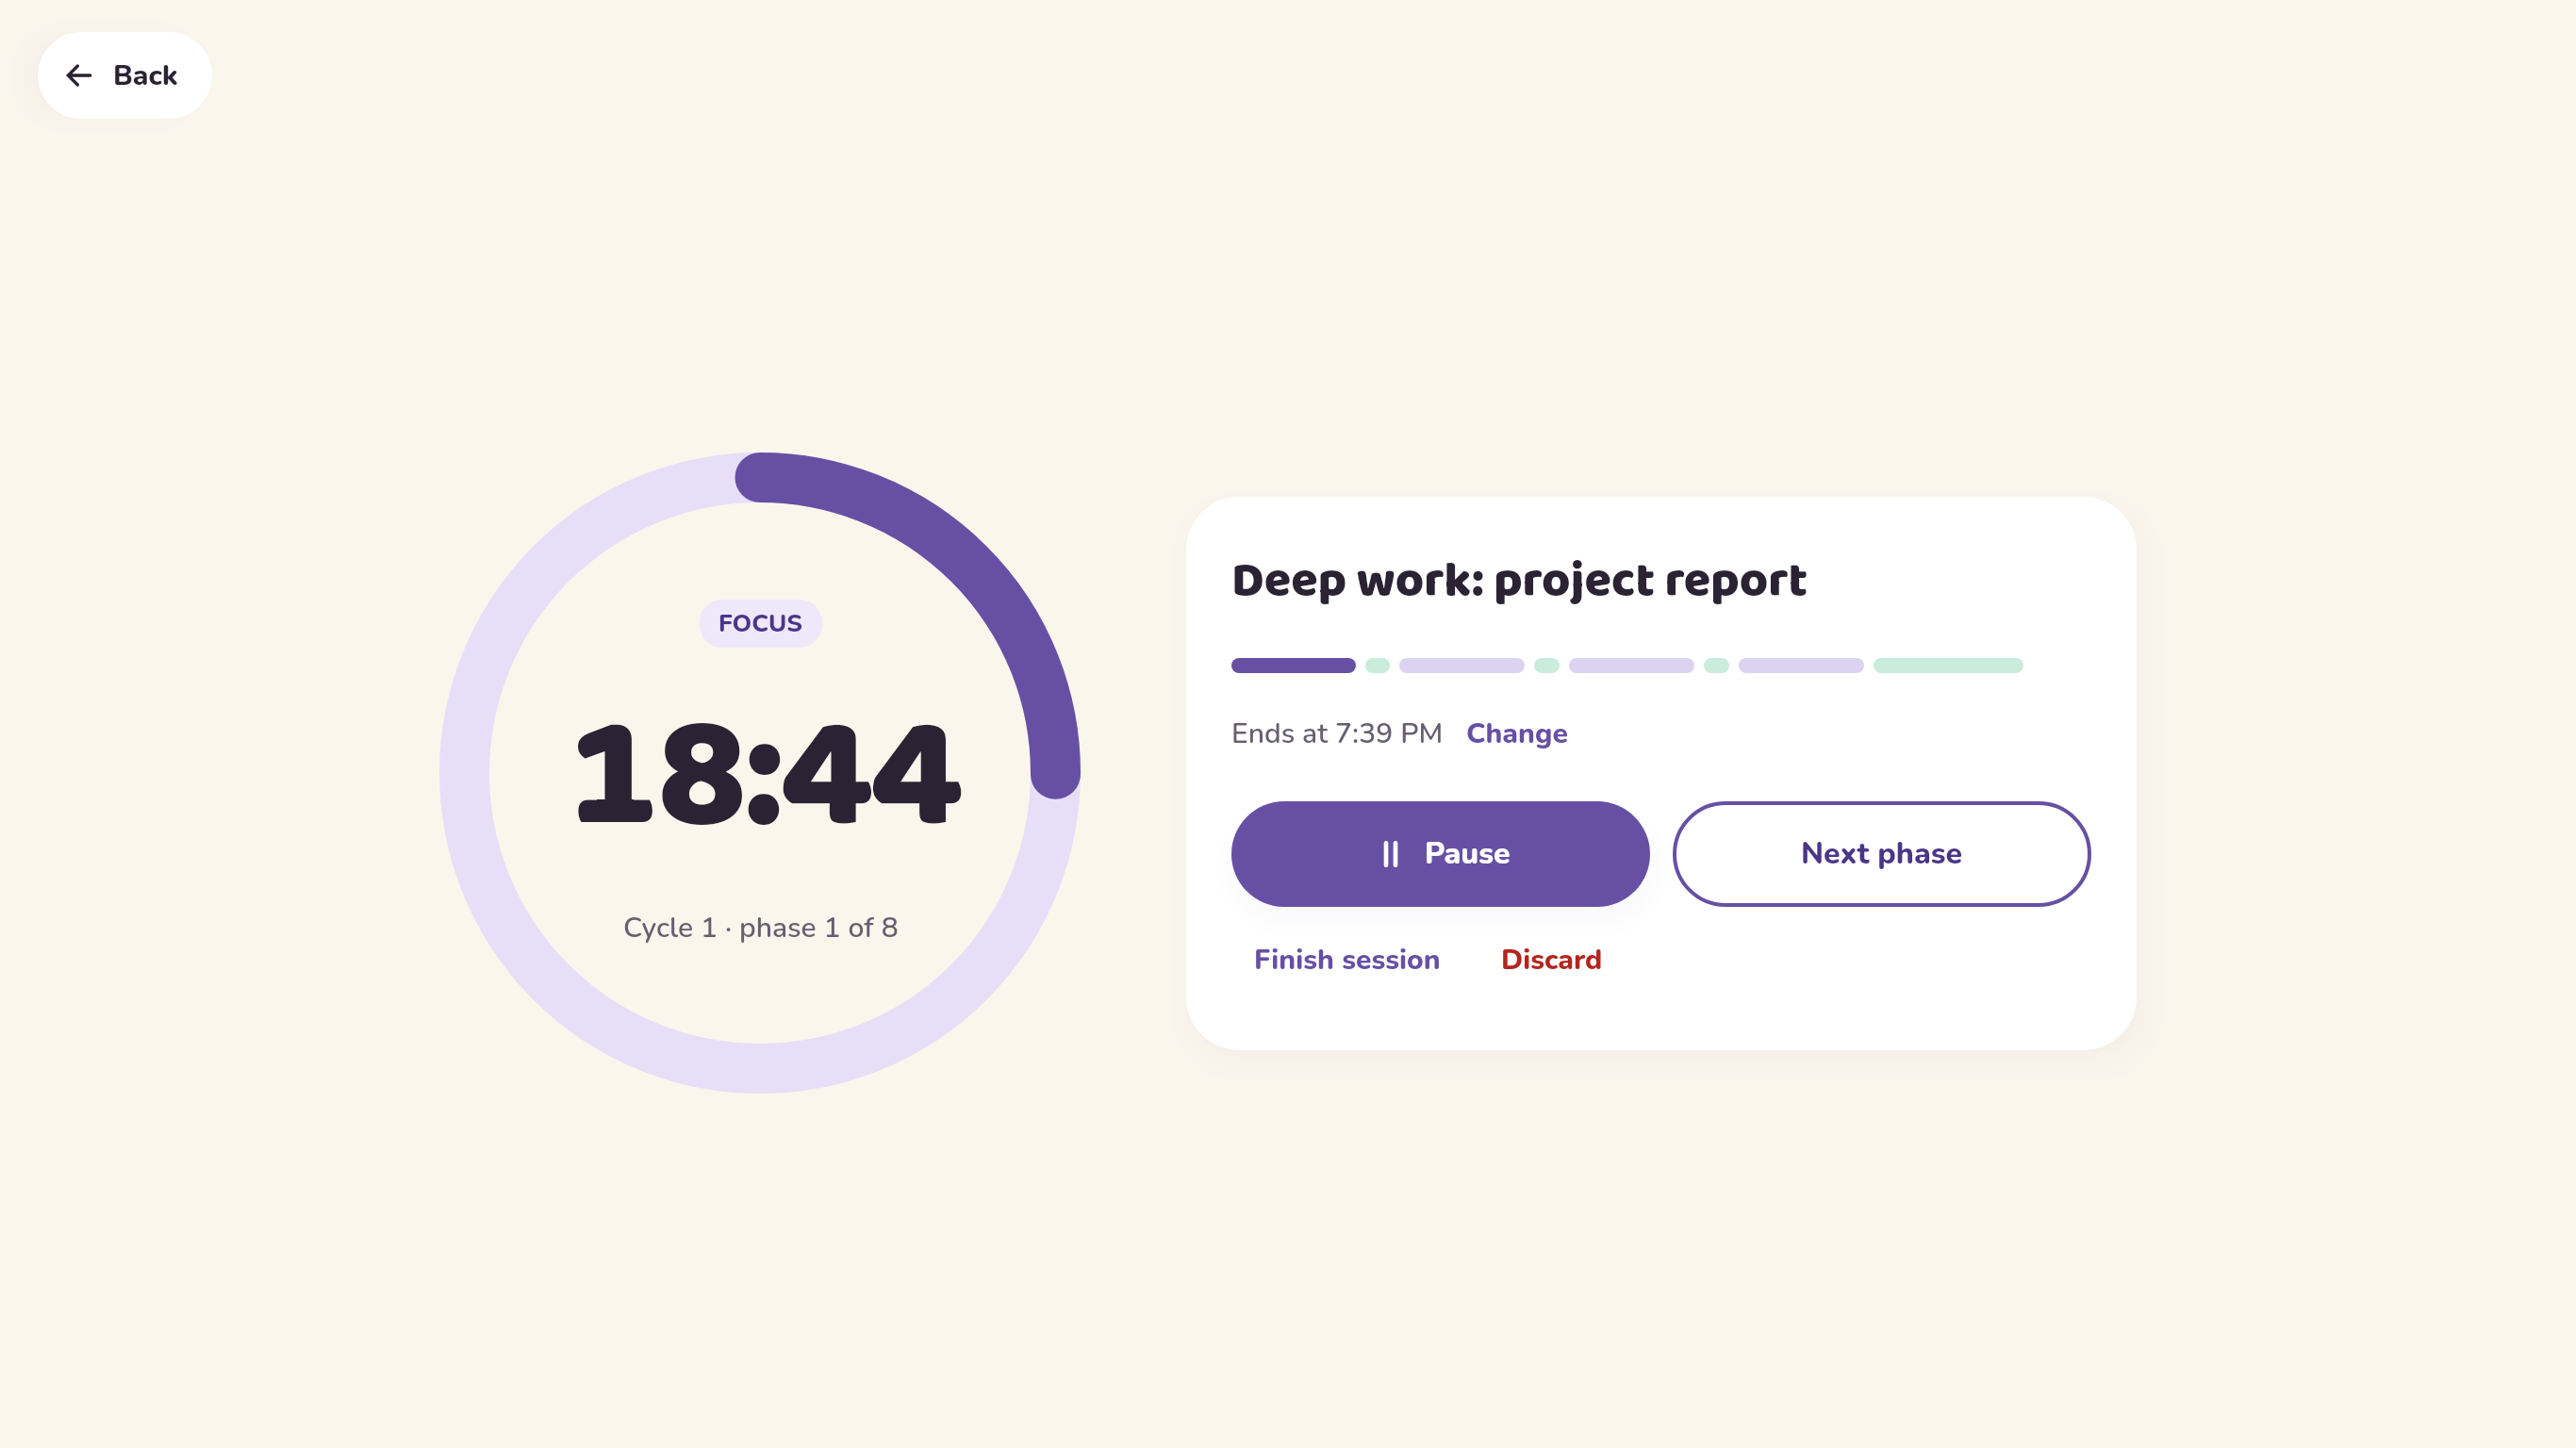 Back
FOCUS
18:44
Cycle 1 · phase 1 of 8
Deep work: project report
Ends at 7:39 PM Change
Pause
Next phase
Finish session
Discard